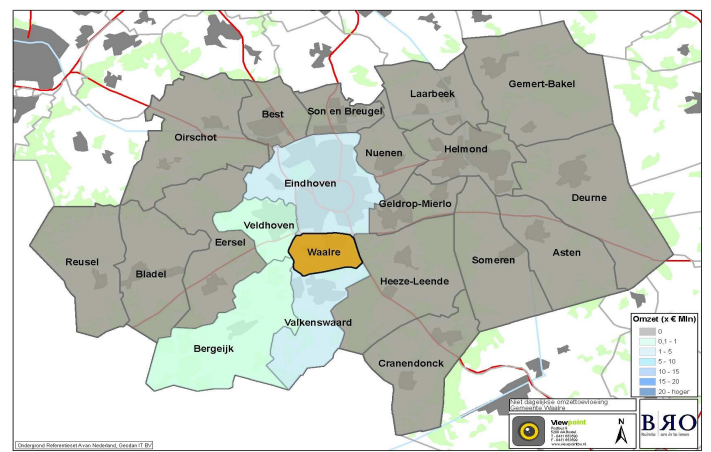 Gemert-Bakel
Laarbeek
Best
Son en Breugel
Oirschot
Nuenen
Helmond
Eindhoven
Deurne
Geldrop-Mierlo
Veldhoven
Eersel
Waalre
Asten
Reusel
Bladel
Someren
Heeze-Leende
Valkenswaard
Bergeijk
Cranendonck
Omzet (x € Mln)
0
0,1 - 1
1 - 5
5 - 10
10 - 15
15 - 20
20 - hoger
Niet dagelijkse omzettoevloeiing
Gemeente Waalre
Viewpoint
N
BRO
Ondergrond Referentieset A van Nederland, Geodan IT BV